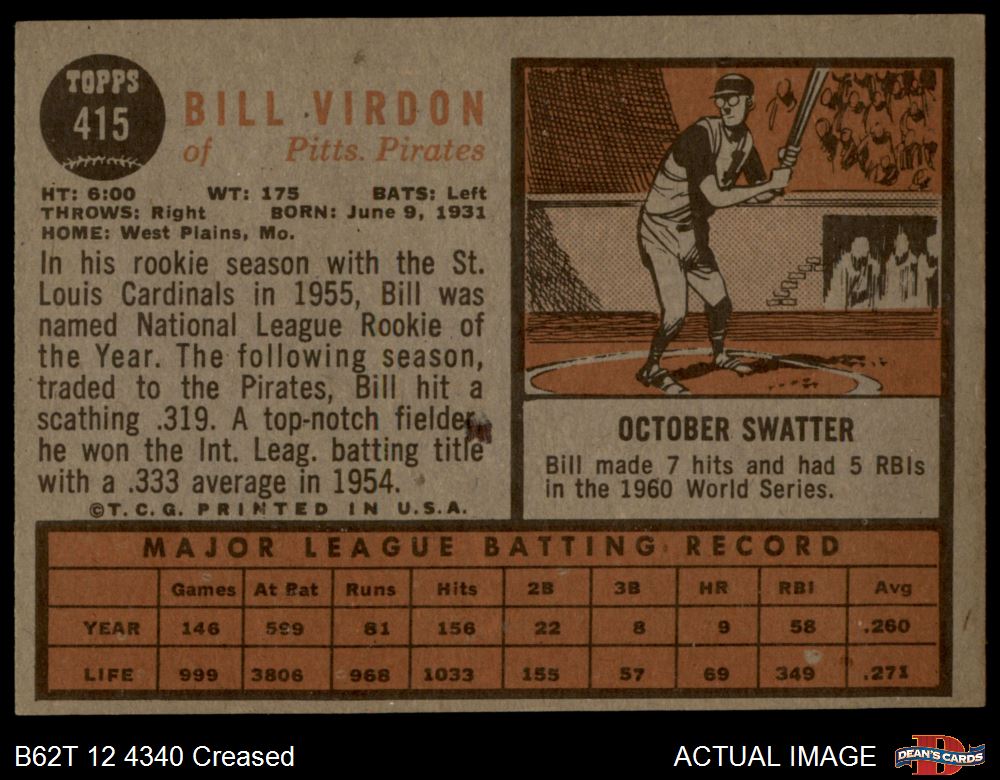 TOPPS
415
BILL VIRDON
of Pitts. Pirates
HT: 6:00 WT: 175 BATS: Left
THROWS: Right BORN: June 9, 1931
HOME: West Plains, Mo.
In his rookie season with the St.
Louis Cardinals in 1955, Bill was
named National League Rookie of
the Year. The following season,
traded to the Pirates, Bill hit a
scathing .319. A top-notch fielder,
he won the Int. Leag. batting title
with a .333 average in 1954.
©T.C.G. PRINTED IN U.S.A.
OCTOBER SWATTER
Bill made 7 hits and had 5 RBIs
in the 1960 World Series.
MAJOR LEAGUE BATTING RECORD
Games At Bat Runs Hits 2B 3B HR RBI Avg
YEAR 146 599 81 156 22 8 9 58 .260
LIFE 999 3806 968 1033 155 57 69 349 .271
B62T 12 4340 Creased
ACTUAL IMAGE
DEAN'S CARDS